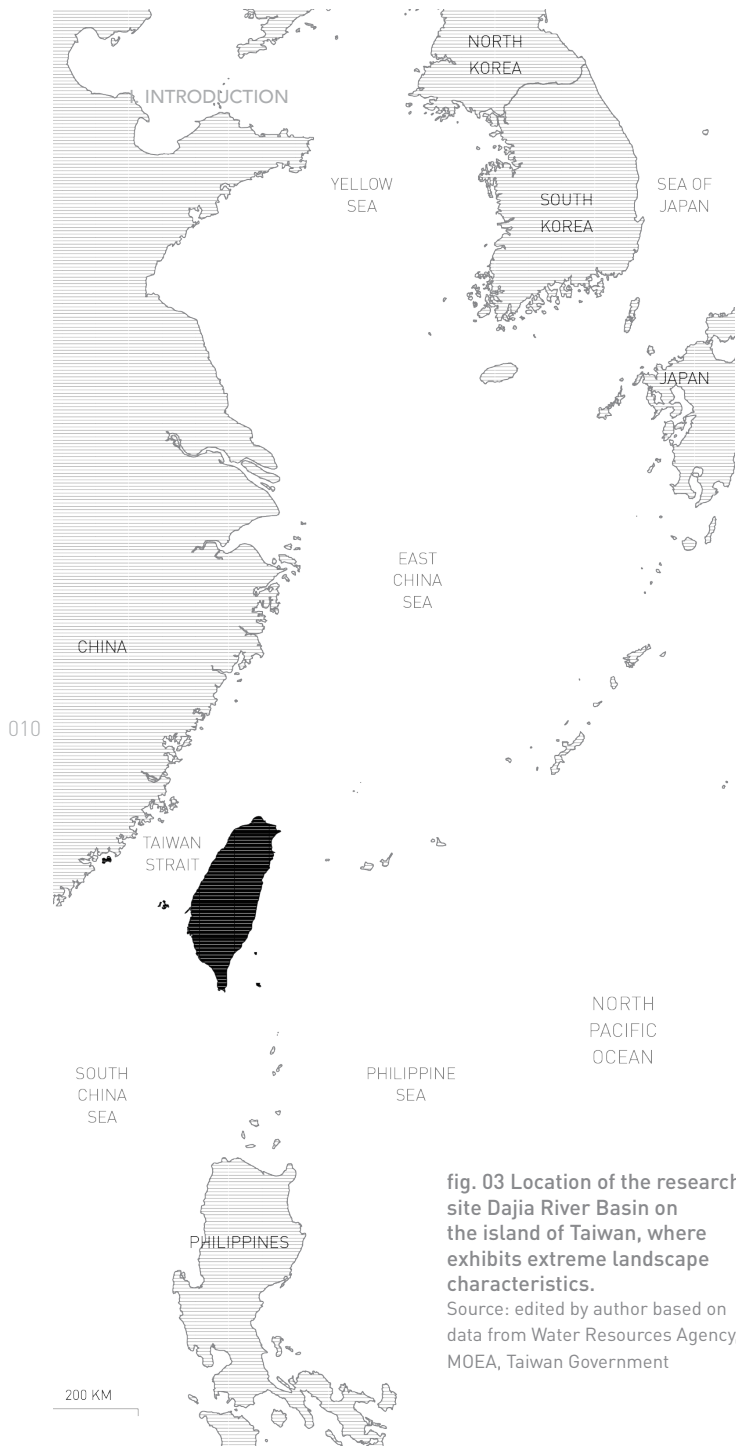 NORTH
KOREA
I. INTRODUCTION
YELLOW
SEA
SOUTH
KOREA
SEA OF
JAPAN
JAPAN
EAST
CHINA
SEA
CHINA
010
TAIWAN
STRAIT
NORTH
PACIFIC
OCEAN
SOUTH
CHINA
SEA
PHILIPPINE
SEA
PHILIPPINES
fig. 03 Location of the research
site Dajia River Basin on
the island of Taiwan, where
exhibits extreme landscape
characteristics.
Source: edited by author based on
data from Water Resources Agency,
MOEA, Taiwan Government
200 KM